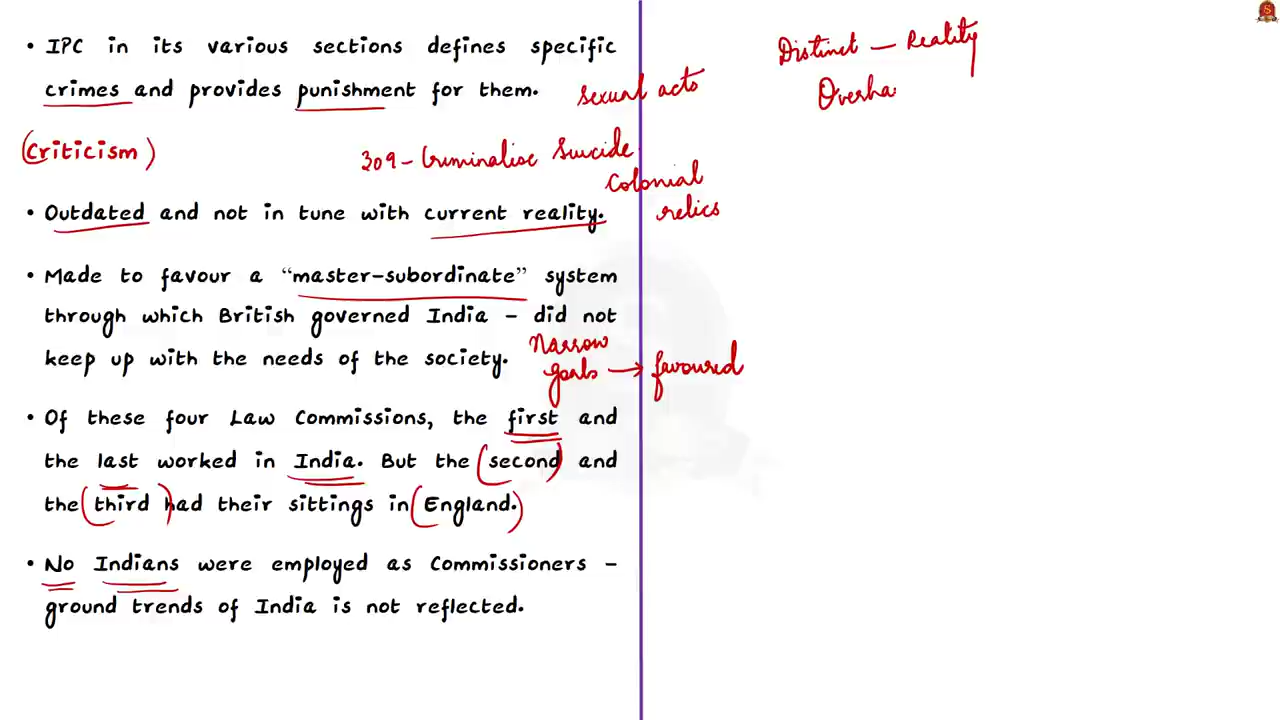 • IPC in its various sections defines specific
crimes and provides punishment for them.
sexual acts
(Criticism)
309 - Criminalise Suicide
Colonial
relics
• Outdated and not in tune with current reality.
• Made to favour a “master-subordinate” system
through which British governed India – did not
keep up with the needs of the society.
Narrow
goals → favoured
• Of these four Law Commissions, the first and
the last worked in India. But the (second) and
the (third) had their sittings in (England.)
• No Indians were employed as Commissioners –
ground trends of India is not reflected.
Distinct — Reality
Overha